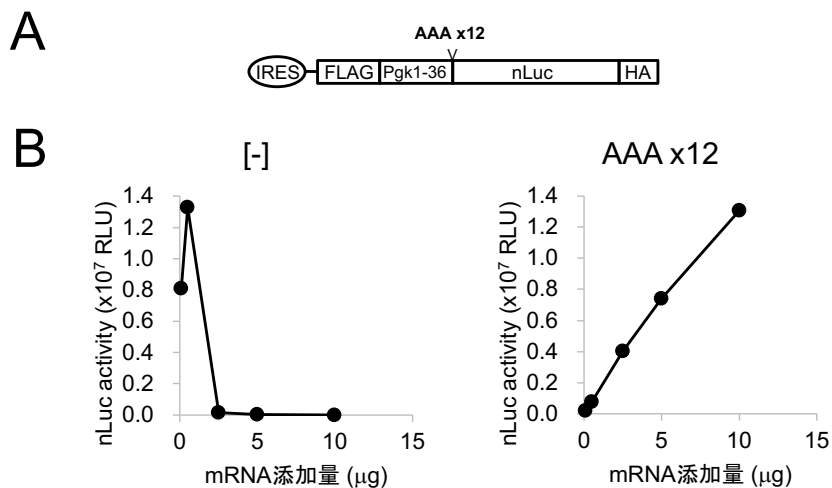 A
AAA x12
V
IRES FLAG Pgk1-36 nLuc HA
B
[-]
nLuc activity (x10⁷ RLU)
1.4
1.2
1.0
0.8
0.6
0.4
0.2
0.0
0 5 10 15
mRNA添加量 (μg)
AAA x12
nLuc activity (x10⁷ RLU)
1.4
1.2
1.0
0.8
0.6
0.4
0.2
0.0
0 5 10 15
mRNA添加量 (μg)